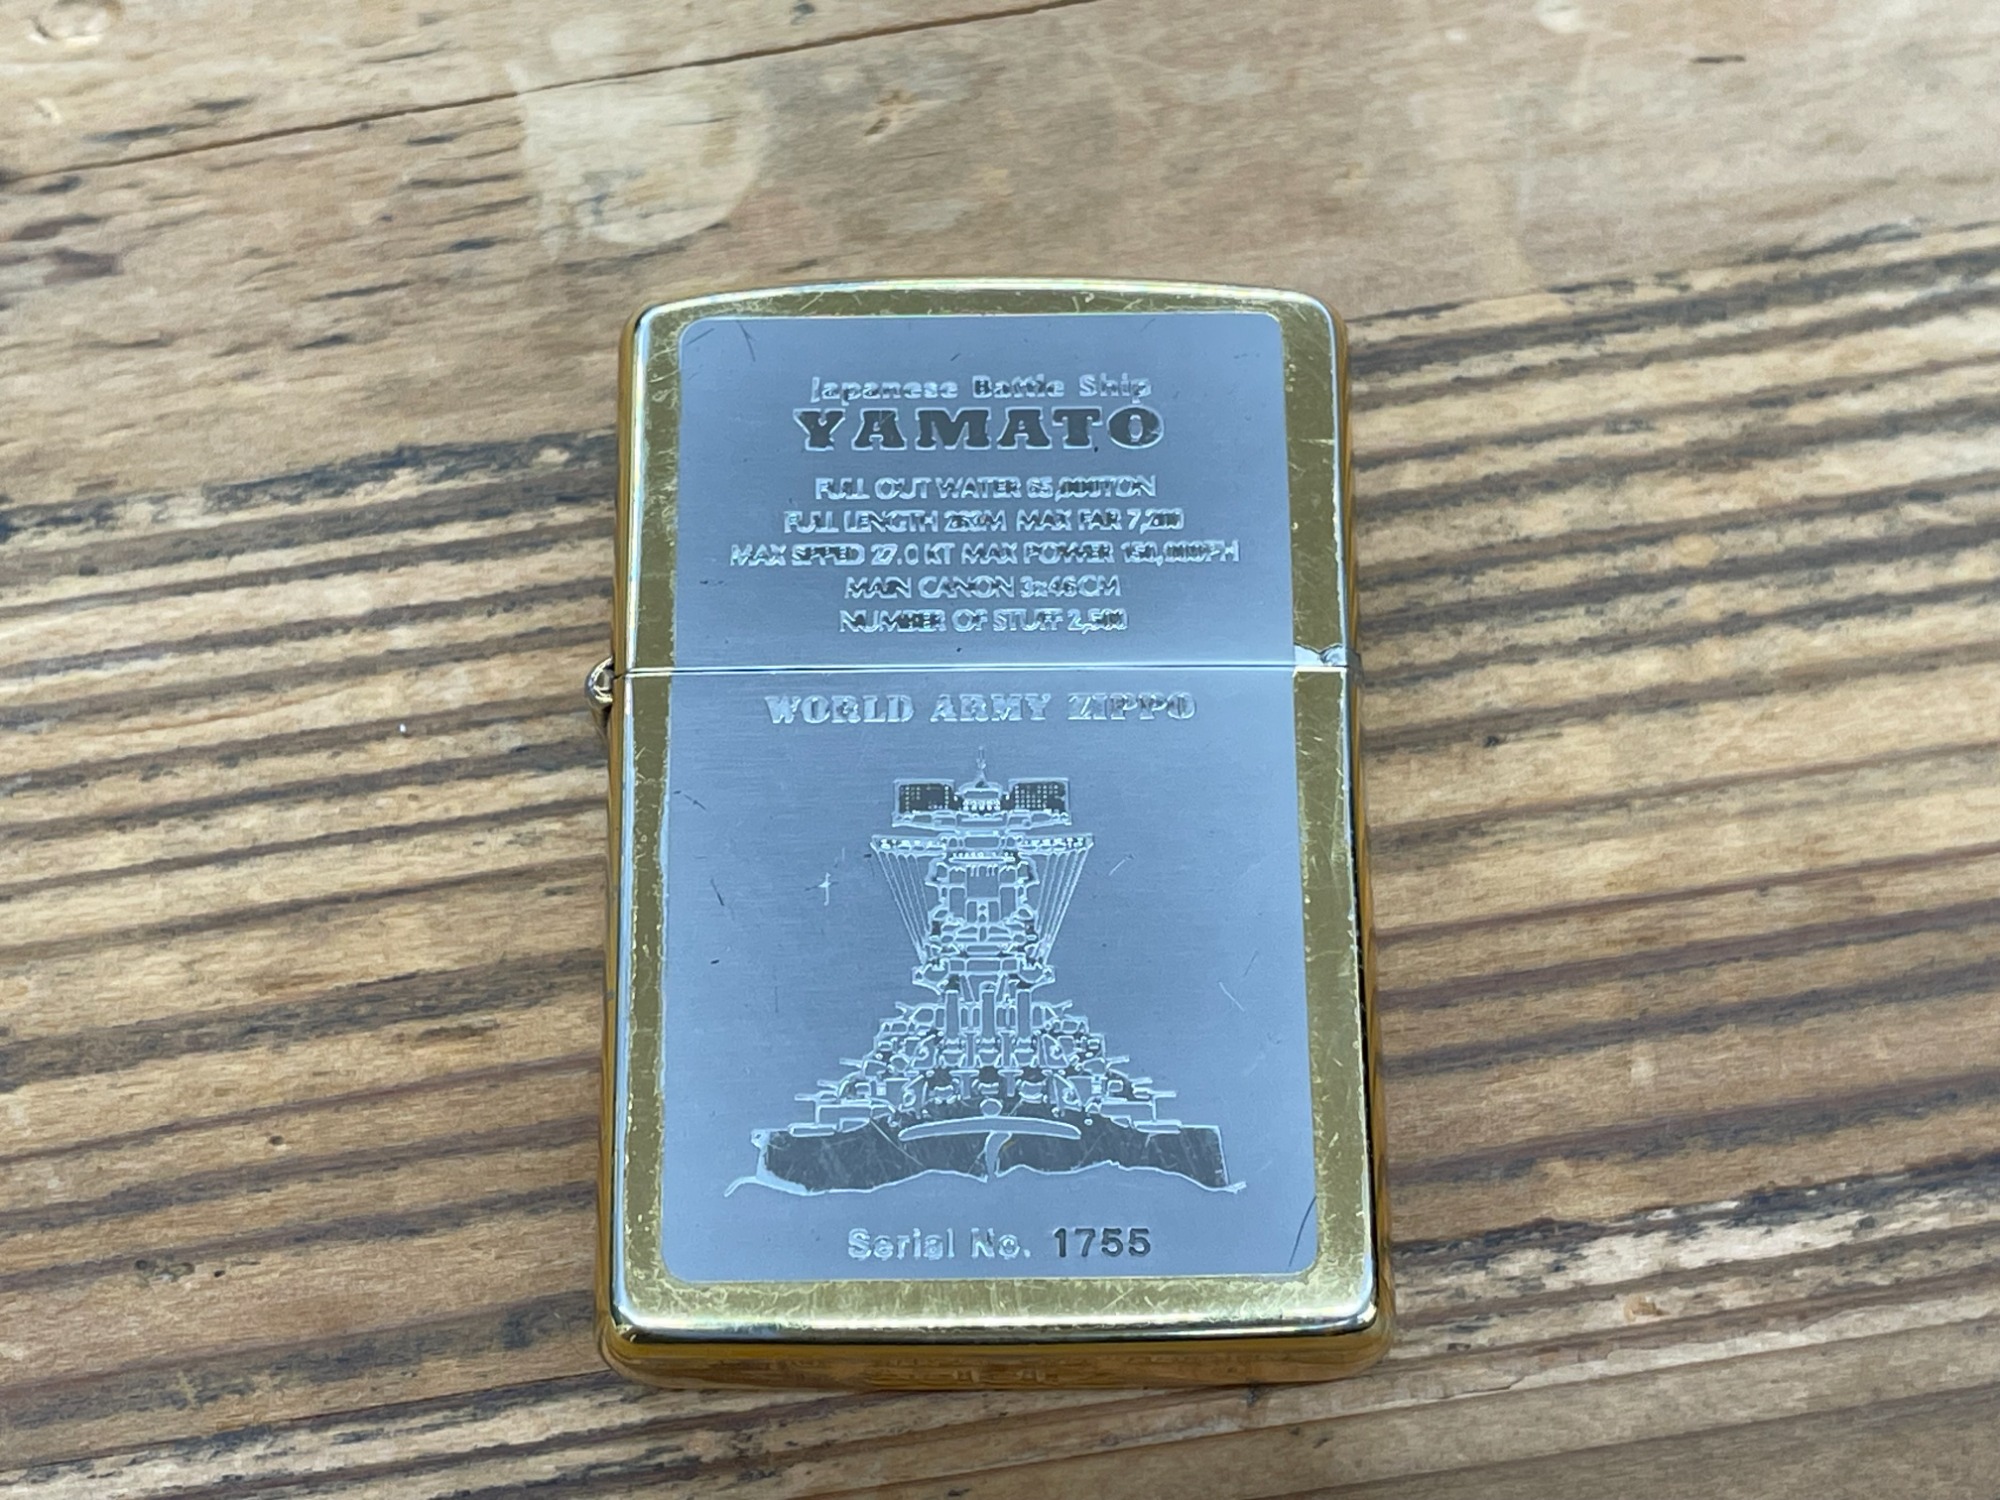 Japanese Battle Ship
YAMATO
FULL OUT WATER 65,000TON
FULL LENGTH 263M MAX FAR 7,200
MAX SPPED 27.0 KT MAX POWER 150,000PH
MAIN CANON 3x46CM
NUMBER OF STUFF 2,500
WORLD ARMY ZIPPO
Serial No. 1755